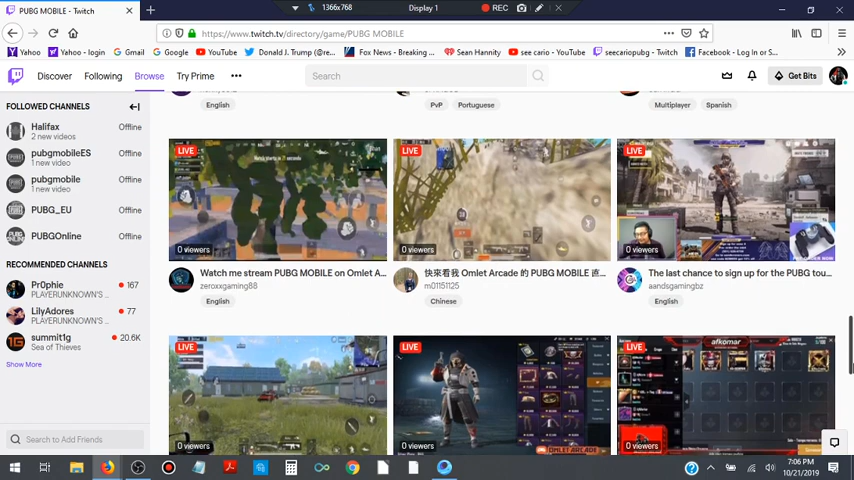 PUBG MOBILE - Twitch
1366x768
Display 1
REC
https://www.twitch.tv/directory/game/PUBG MOBILE
Yahoo
Yahoo - login
Gmail
Google
YouTube
Donald J. Trump (@re...
Fox News - Breaking ...
Sean Hannity
see cario - YouTube
seecariopubg - Twitch
Facebook - Log In or S...
Discover
Following
Browse
Try Prime
Search
Get Bits
FOLLOWED CHANNELS
Halifax
Offline
2 new videos
pubgmobileES
Offline
1 new video
pubgmobile
Offline
1 new video
PUBG_EU
Offline
PUBGOnline
Offline
RECOMMENDED CHANNELS
Pr0phie
167
PLAYERUNKNOWN'S ...
LilyAdores
77
PLAYERUNKNOWN'S ...
summit1g
20.6K
Sea of Thieves
Show More
Search to Add Friends
English
PvP
Portuguese
Multiplayer
Spanish
LIVE
0 viewers
Watch me stream PUBG MOBILE on Omlet A...
zeroxxgaming88
English
LIVE
0 viewers
快來看我 Omlet Arcade 的 PUBG MOBILE 直...
m01151125
Chinese
LIVE
0 viewers
The last chance to sign up for the PUBG tou...
aandsgamingbz
English
LIVE
0 viewers
LIVE
0 viewers
OMLET ARCADE
LIVE
afkomar
0 viewers
7:06 PM
10/21/2019